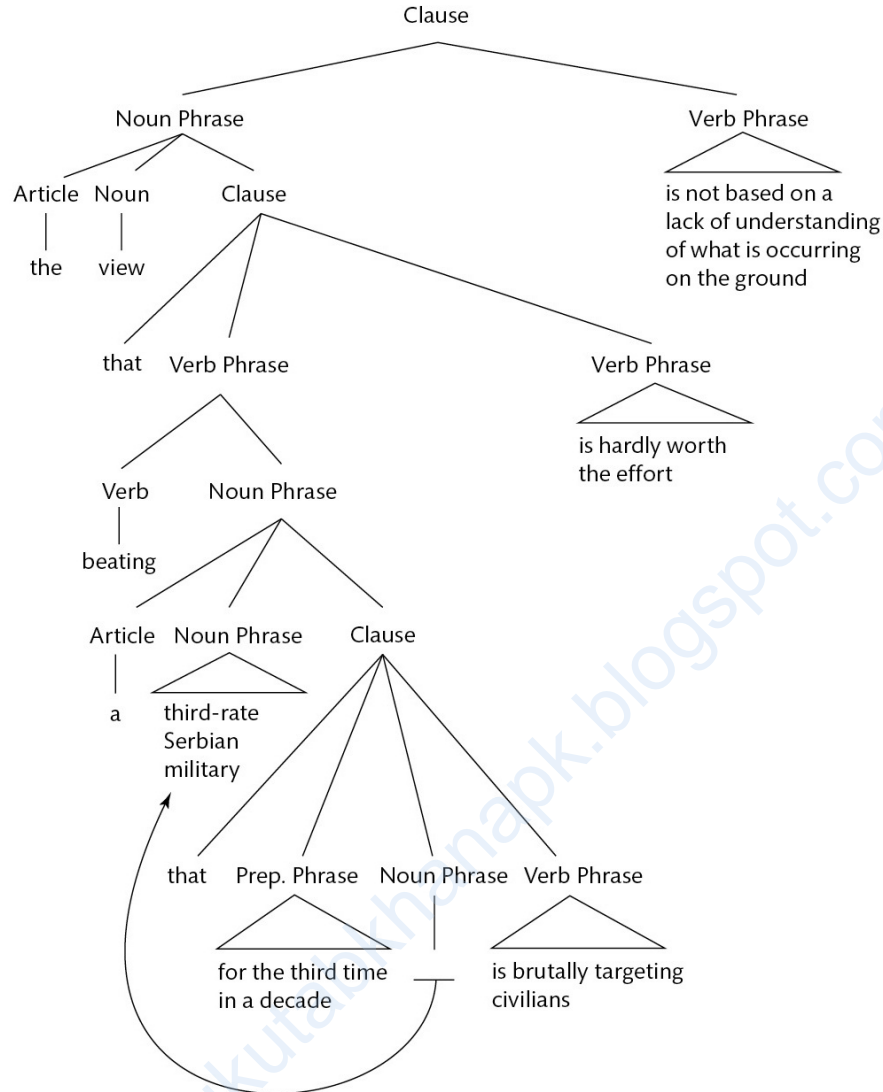 Clause
Noun Phrase
Verb Phrase
Article
Noun
Clause
is not based on a
lack of understanding
of what is occurring
on the ground
the
view
that
Verb Phrase
Verb Phrase
is hardly worth
the effort
Verb
Noun Phrase
beating
Article
Noun Phrase
Clause
a
third-rate
Serbian
military
that
Prep. Phrase
Noun Phrase
Verb Phrase
for the third time
in a decade
is brutally targeting
civilians